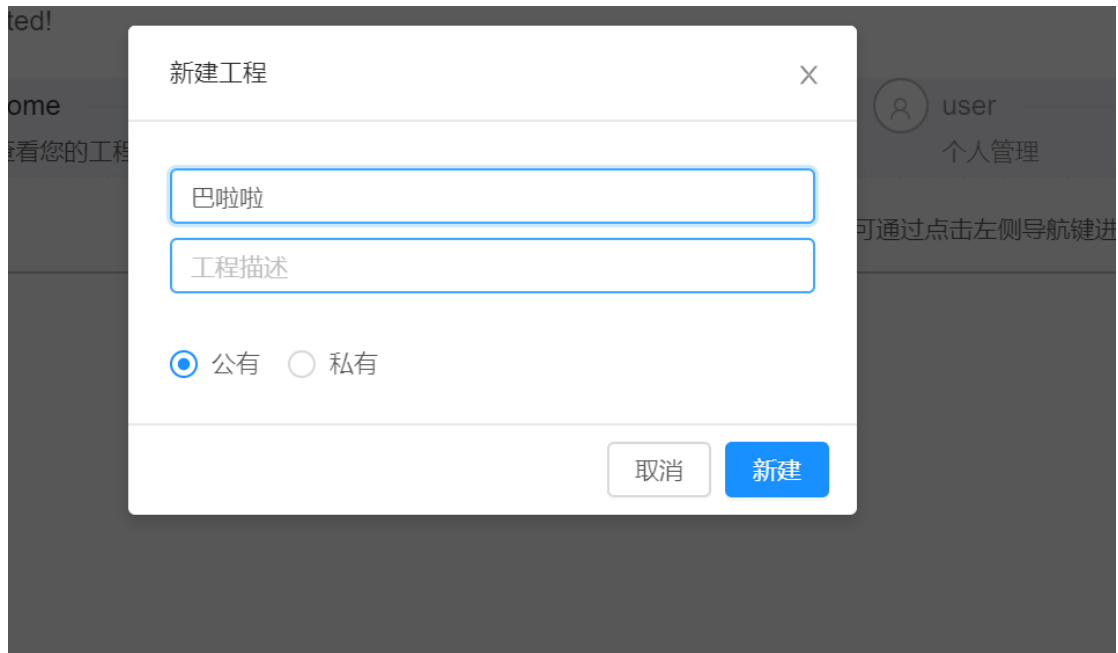 ted!
新建工程
ome
user
查看您的工程
个人管理
巴啦啦
可通过点击左侧导航键进
工程描述
公有
私有
取消
新建